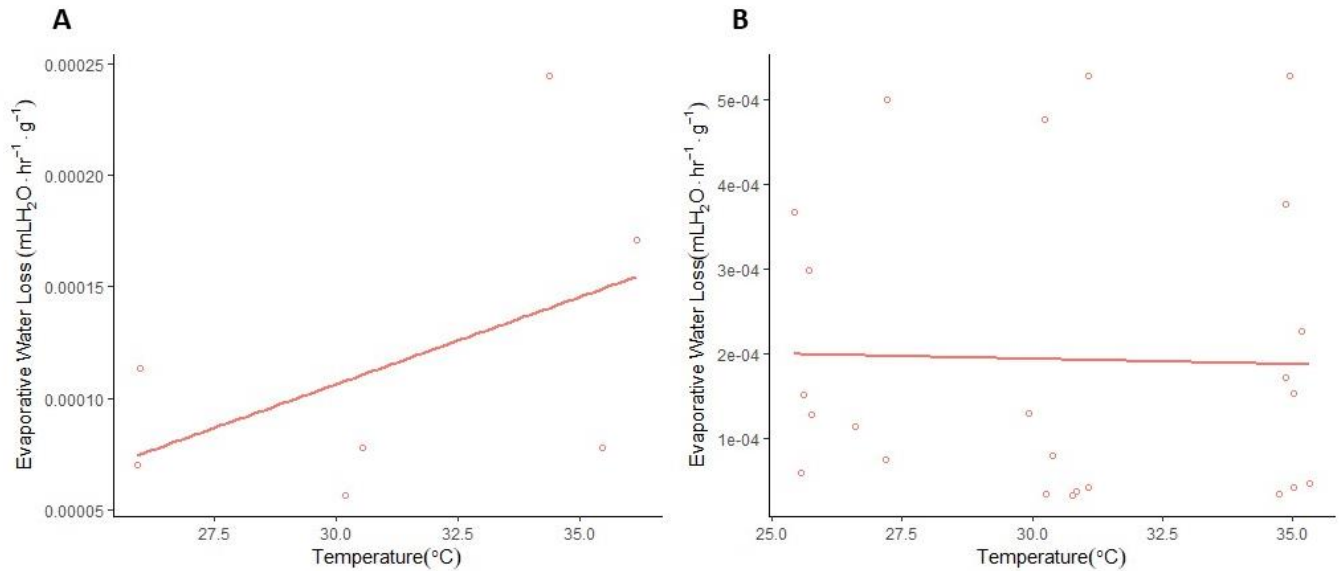 A
Evaporative Water Loss (mLH₂O · hr⁻¹ · g⁻¹)
0.00025
0.00020
0.00015
0.00010
0.00005
27.5 30.0 32.5 35.0
Temperature(°C)
B
Evaporative Water Loss(mLH₂O · hr⁻¹ · g⁻¹)
5e-04
4e-04
3e-04
2e-04
1e-04
25.0 27.5 30.0 32.5 35.0
Temperature(°C)